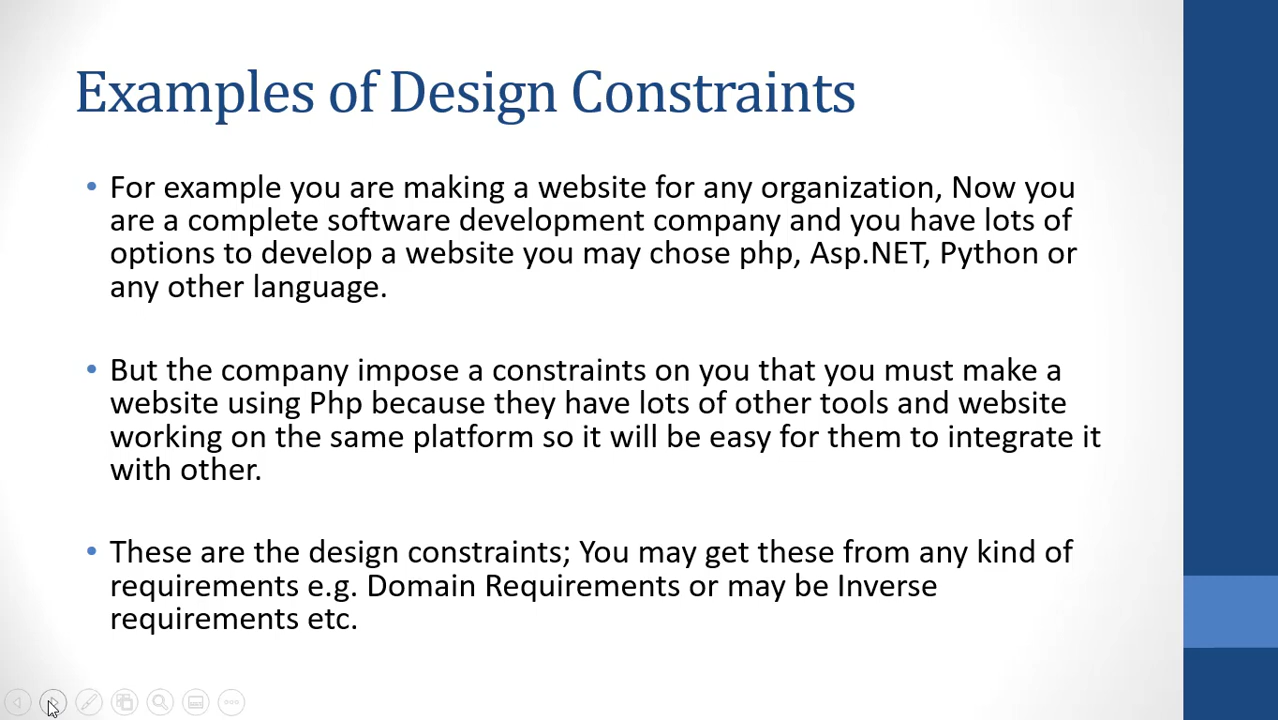 Examples of Design Constraints
• For example you are making a website for any organization, Now you
are a complete software development company and you have lots of
options to develop a website you may chose php, Asp.NET, Python or
any other language.
• But the company impose a constraints on you that you must make a
website using Php because they have lots of other tools and website
working on the same platform so it will be easy for them to integrate it
with other.
• These are the design constraints; You may get these from any kind of
requirements e.g. Domain Requirements or may be Inverse
requirements etc.